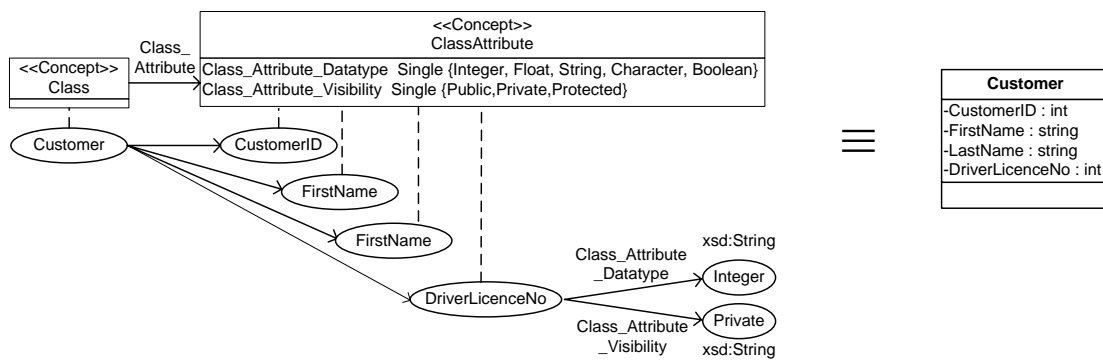 <<Concept>>
ClassAttribute
Class_Attribute_Datatype Single {Integer, Float, String, Character, Boolean}
Class_Attribute_Visibility Single {Public,Private,Protected}
Class_
Attribute
<<Concept>>
Class
Customer
CustomerID
FirstName
FirstName
DriverLicenceNo
Class_Attribute
_Datatype
xsd:String
Integer
Class_Attribute
_Visibility
Private
xsd:String
Customer
-CustomerID : int
-FirstName : string
-LastName : string
-DriverLicenceNo : int